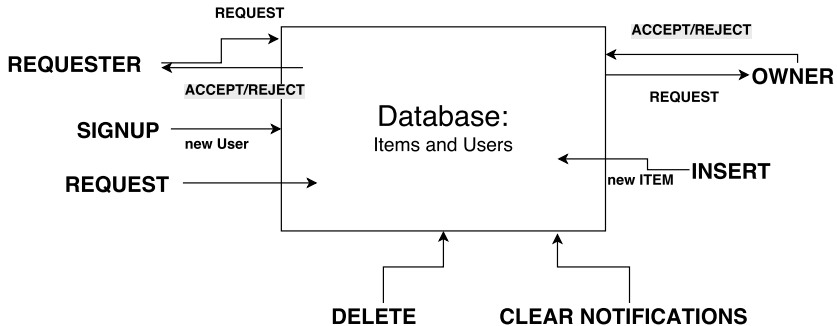 REQUEST
ACCEPT/REJECT
REQUESTER
OWNER
ACCEPT/REJECT
REQUEST
Database:
SIGNUP
new User
Items and Users
REQUEST
new ITEM
INSERT
DELETE
CLEAR NOTIFICATIONS